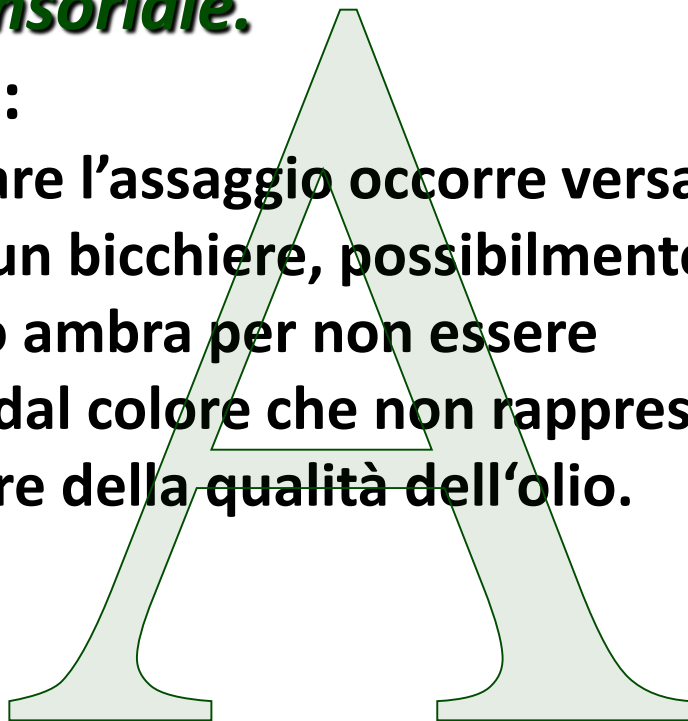 nsoriale.
:
are l’assaggio occorre versa
un bicchiere, possibilmente
o ambra per non essere
dal colore che non rappres
re della qualità dell‘olio.
A